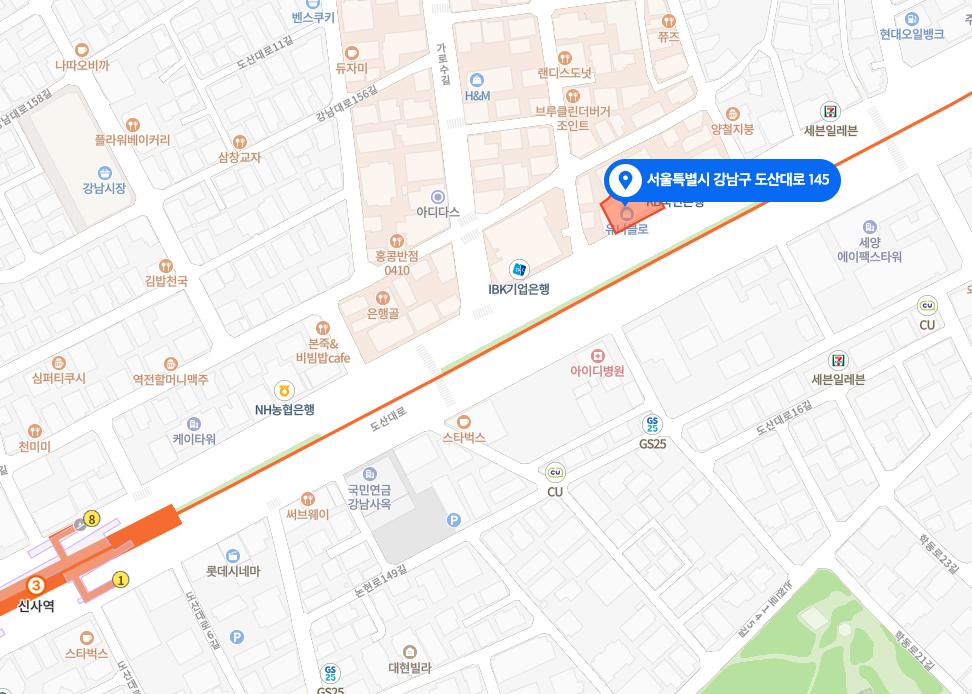 벤스쿠키
쮸즈
현대오일뱅크
도산대로11길
가로수길
나따오비까
듀자미
랜디스도넛
H&M
브루클린더버거
조인트
강남대로156길
플라워베이커리
삼창교자
양철지붕
세븐일레븐
강남시장
아디다스
서울특별시 강남구 도산대로 145
유니클로
세양
에이팩스타워
홍콩반점
0410
김밥천국
IBK기업은행
은행골
CU
본죽&
비빔밥cafe
심퍼티쿠시
역전할머니맥주
아이디병원
세븐일레븐
NH농협은행
도산대로
도산대로16길
천미미
케이타워
스타벅스
GS25
GS25
CU
국민연금
강남사옥
써브웨이
P
8
1
롯데시네마
논현로149길
학동로23길
3
신사역
논현로145길
P
스타벅스
대현빌라
학동로21길
GS25
GS25